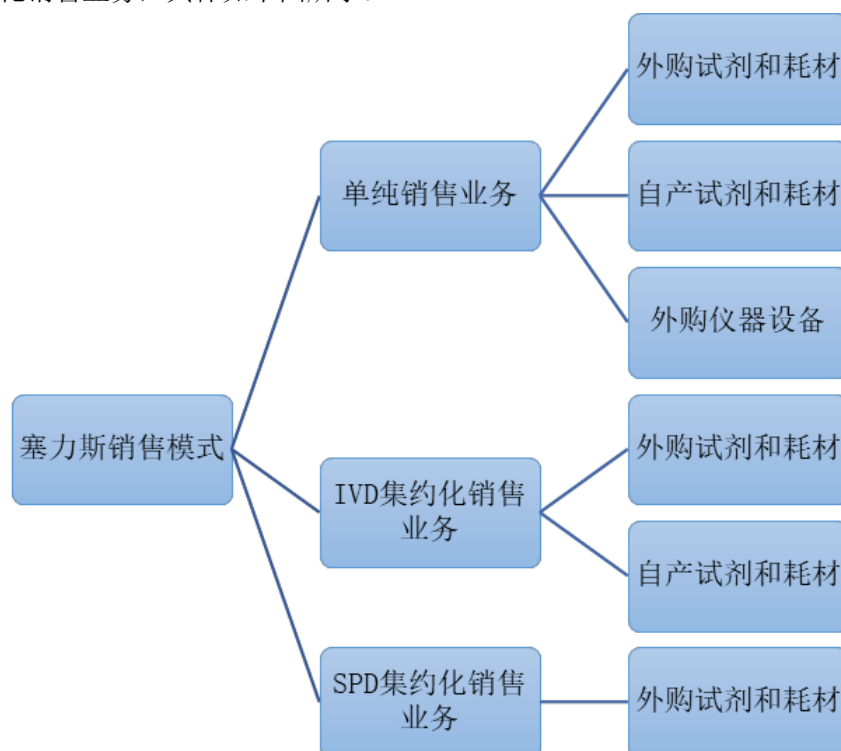 外购试剂和耗材
单纯销售业务
自产试剂和耗材
外购仪器设备
塞力斯销售模式
外购试剂和耗材
IVD集约化销售
业务
自产试剂和耗材
SPD集约化销售
业务
外购试剂和耗材